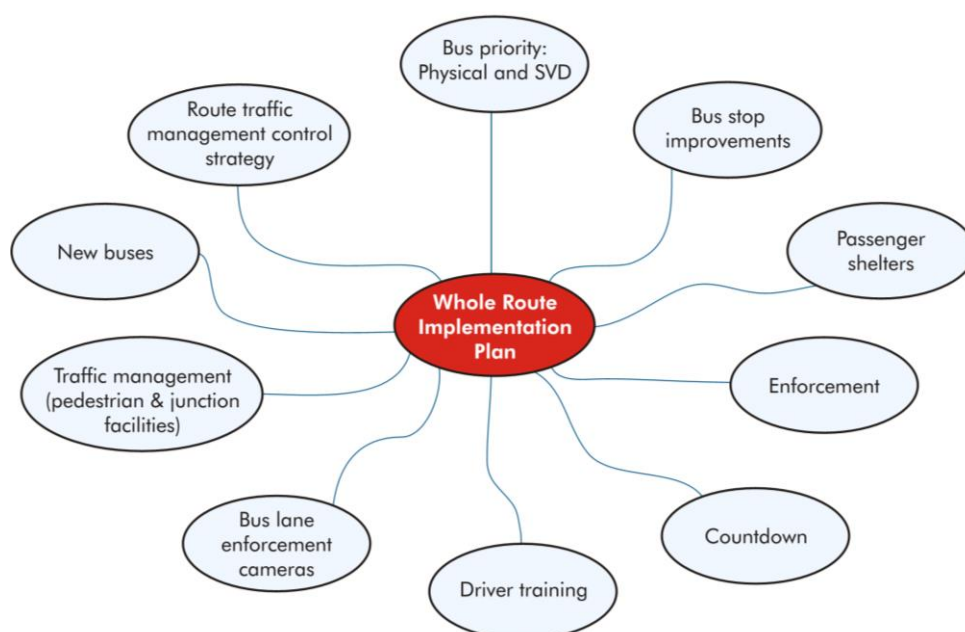 Bus priority:
Physical and SVD
Route traffic
management control
strategy
Bus stop
improvements
New buses
Passenger
shelters
Whole Route
Implementation
Plan
Traffic management
(pedestrian & junction
facilities)
Enforcement
Bus lane
enforcement
cameras
Countdown
Driver training